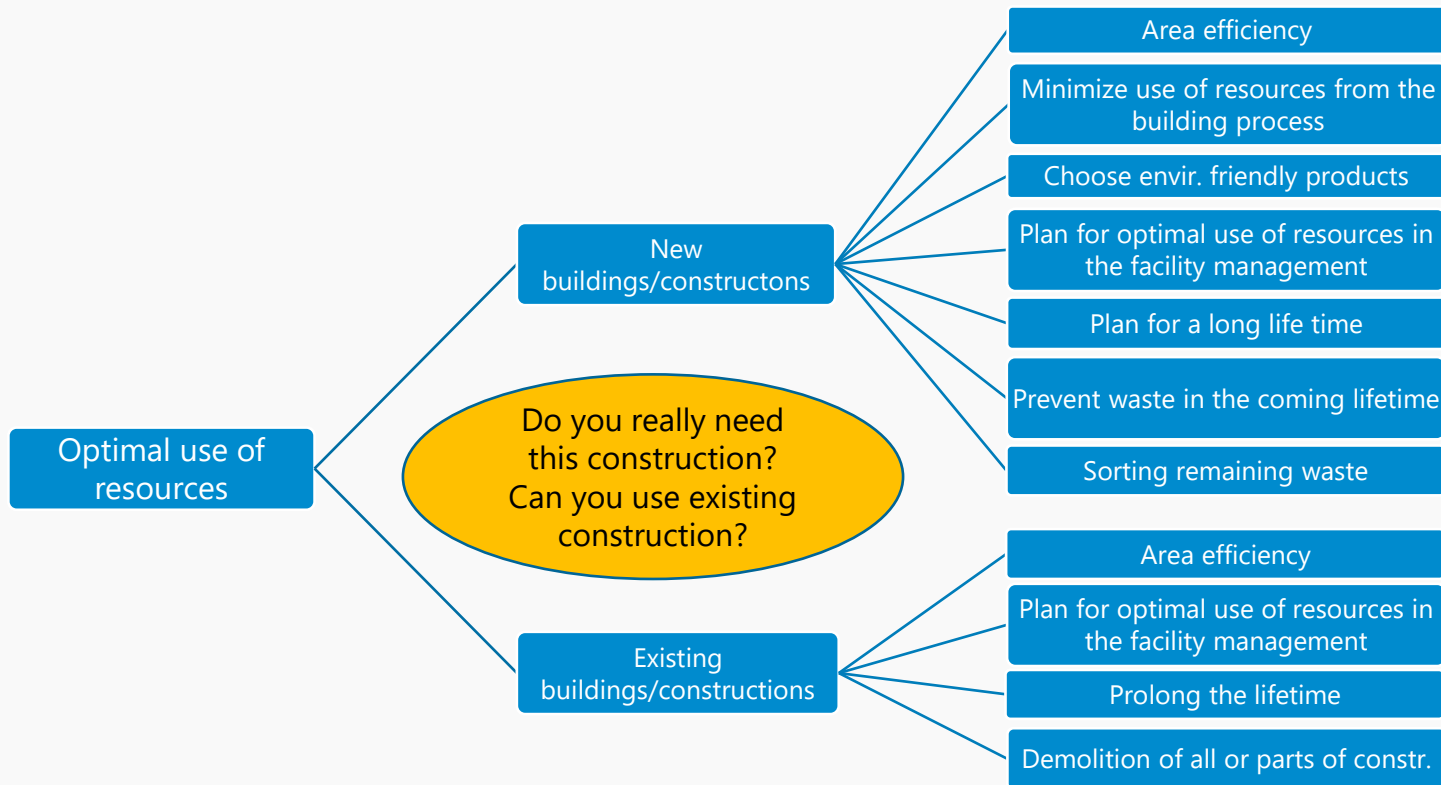 Optimal use of
resources
New
buildings/constructons
Do you really need
this construction?
Can you use existing
construction?
Existing
buildings/constructions
Area efficiency
Minimize use of resources from the
building process
Choose envir. friendly products
Plan for optimal use of resources in
the facility management
Plan for a long life time
Prevent waste in the coming lifetime
Sorting remaining waste
Area efficiency
Plan for optimal use of resources in
the facility management
Prolong the lifetime
Demolition of all or parts of constr.